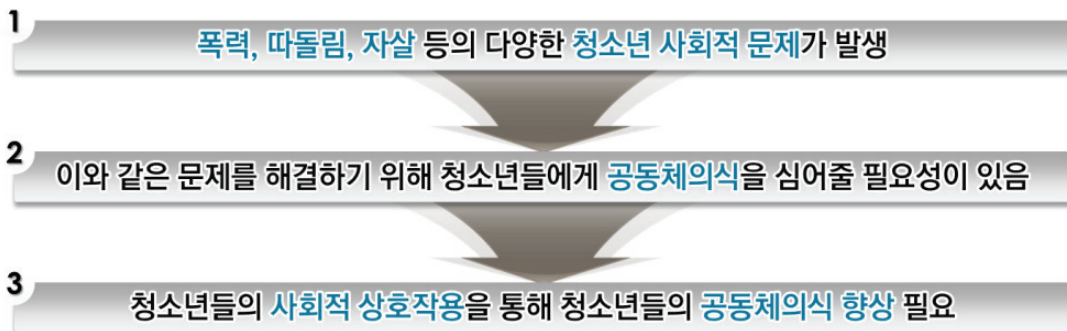 1
폭력, 따돌림, 자살 등의 다양한 청소년 사회적 문제가 발생
2
이와 같은 문제를 해결하기 위해 청소년들에게 공동체의식을 심어줄 필요성이 있음
3
청소년들의 사회적 상호작용을 통해 청소년들의 공동체의식 향상 필요